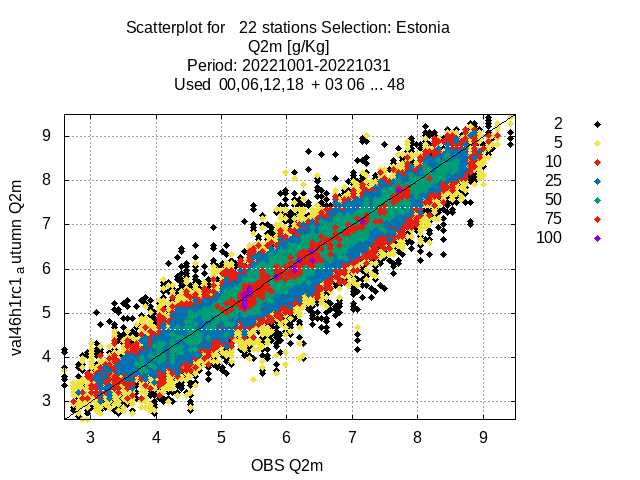 Scatterplot for 22 stations Selection: Estonia
Q2m [g/Kg]
Period: 20221001-20221031
Used 00,06,12,18 + 03 06 ... 48
2
5
10
25
50
75
100
val46h1rc1 a utumn Q2m
9
8
7
6
5
4
3
3 4 5 6 7 8 9
OBS Q2m